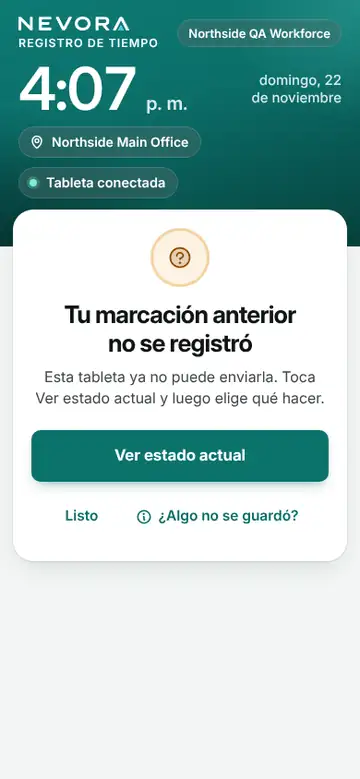 NEVORA
REGISTRO DE TIEMPO
Northside QA Workforce
4:07 p. m.
domingo, 22
de noviembre
Northside Main Office
Tableta conectada
Tu marcación anterior
no se registró
Esta tableta ya no puede enviarla. Toca
Ver estado actual y luego elige qué hacer.
Ver estado actual
Listo
¿Algo no se guardó?